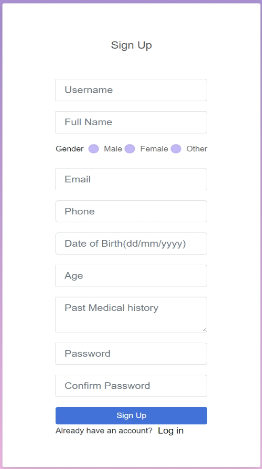 Sign Up
Username
Full Name
Gender Male Female Other
Email
Phone
Date of Birth(dd/mm/yyyy)
Age
Past Medical history
Password
Confirm Password
Sign Up
Already have an account? Log in